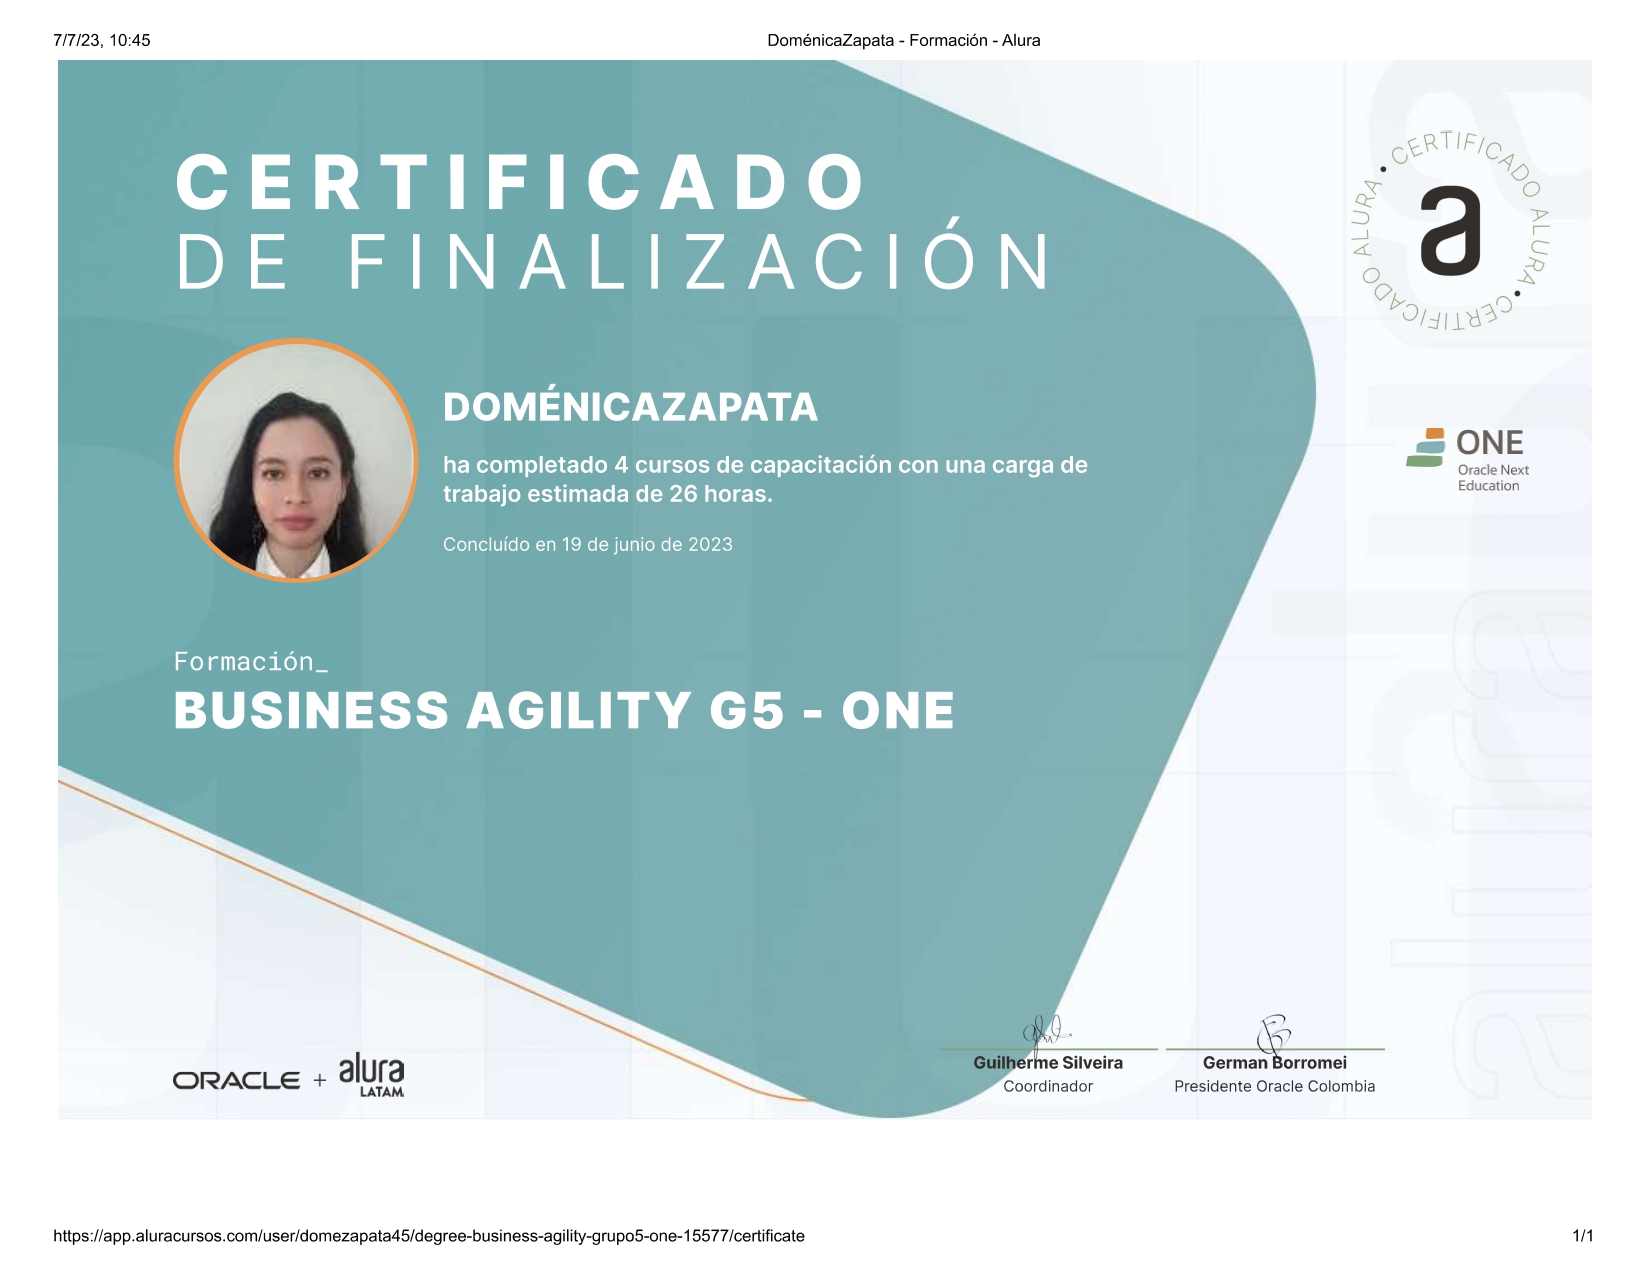 7/7/23, 10:45
DoménicaZapata - Formación - Alura
CERTIFICADO
DE FINALIZACIÓN
CERTIFICADO ALURA • CERTIFICADO ALURA •
a
DOMÉNICAZAPATA
ha completado 4 cursos de capacitación con una carga de
trabajo estimada de 26 horas.
Concluído en 19 de junio de 2023
ONE
Oracle Next
Education
Formación_
BUSINESS AGILITY G5 - ONE
ORACLE + alura
LATAM
Guilherme Silveira
Coordinador
German Borromei
Presidente Oracle Colombia
alura
https://app.aluracursos.com/user/domezapata45/degree-business-agility-grupo5-one-15577/certificate
1/1